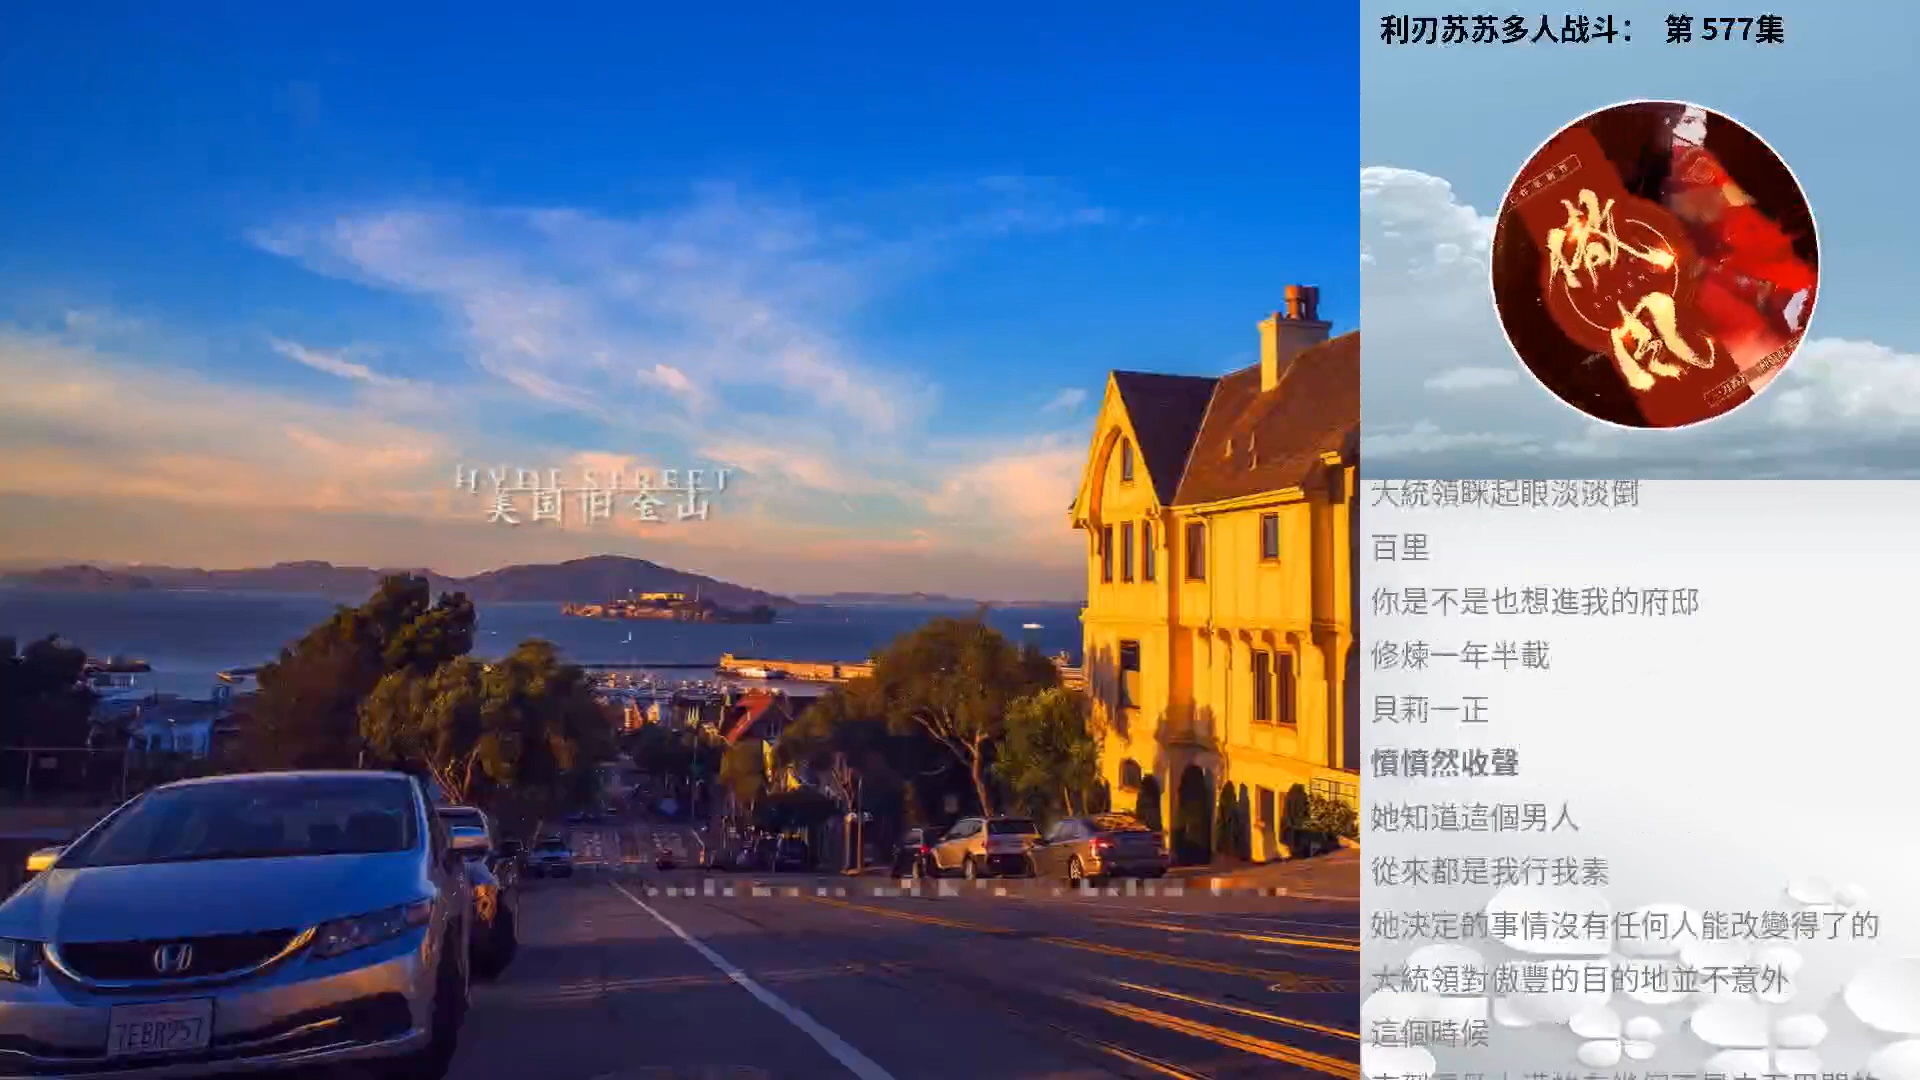 HYDE STREET
美国旧金山
7EBR257
利刃苏苏多人战斗： 第 577集
傲
凤
大統領眯起眼淡淡倒
百里
你是不是也想進我的府邸
修煉一年半載
貝莉一正
憤憤然收聲
她知道這個男人
從來都是我行我素
她決定的事情沒有任何人能改變得了的
大統領對傲豐的目的地並不意外
這個時候